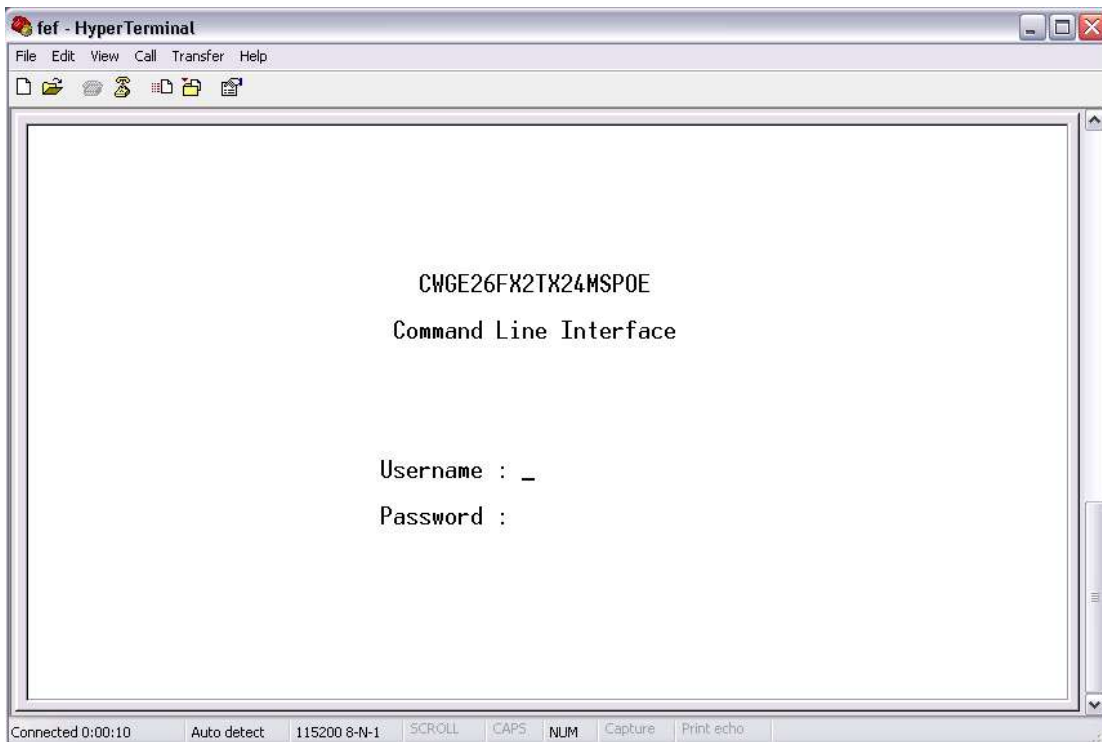 fef - HyperTerminal
File Edit View Call Transfer Help
CWGE26FX2TX24MSPOE
Command Line Interface
Username : _
Password :
Connected 0:00:10 Auto detect 115200 8-N-1 SCROLL CAPS NUM Capture Print echo